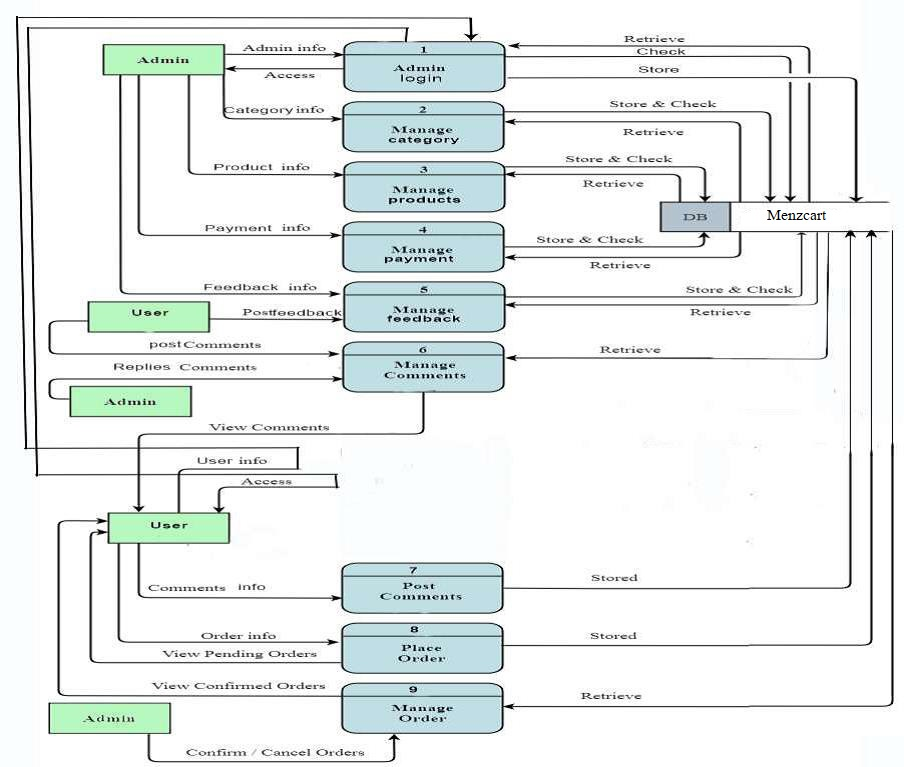 Retrieve
1
Admin info
Check
Admin
Admin
login
Store
Access
Category info
2
Store & Check
Manage
category
Retrieve
Product info
3
Store & Check
Manage
products
Retrieve
DB
Menzcart
Payment info
4
Store & Check
Manage
payment
Retrieve
Feedback info
5
Store & Check
User
Postfeedback
Manage
feedback
Retrieve
post Comments
6
Retrieve
Replies Comments
Manage
Comments
Admin
View Comments
User info
Access
User
7
Comments info
Post
Comments
Stored
8
Order info
Place
Order
Stored
View Pending Orders
View Confirmed Orders
9
Retrieve
Admin
Manage
Order
Confirm / Cancel Orders